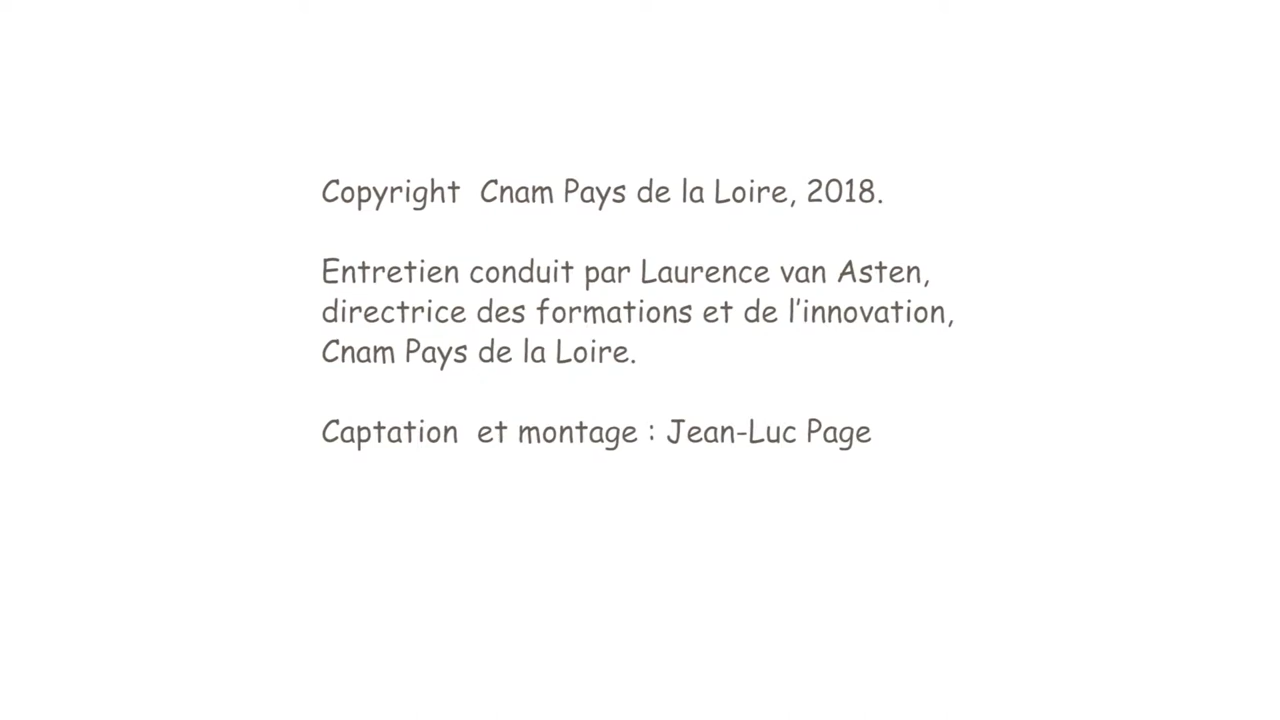 Copyright  Cnam Pays de la Loire, 2018.
Entretien conduit par Laurence van Asten,
directrice des formations et de l’innovation,
Cnam Pays de la Loire.
Captation  et montage : Jean-Luc Page